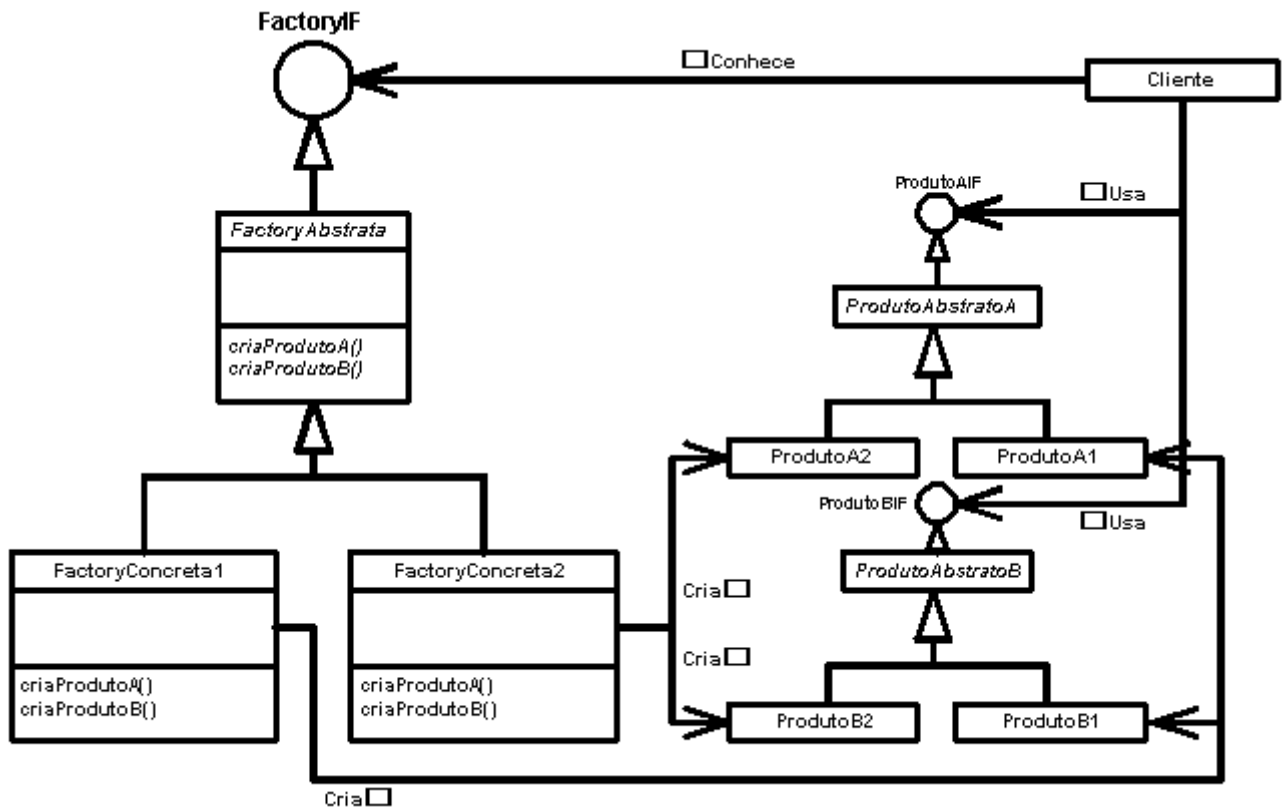 FactoryIF
Conhece
Cliente
ProdutoAIF
Usa
FactoryAbstrata
criaProdutoA()
criaProdutoB()
ProdutoAbstratoA
ProdutoA2
ProdutoA1
ProdutoBIF
Usa
FactoryConcreta1
criaProdutoA()
criaProdutoB()
FactoryConcreta2
criaProdutoA()
criaProdutoB()
ProdutoAbstratoB
Cria
Cria
ProdutoB2
ProdutoB1
Cria